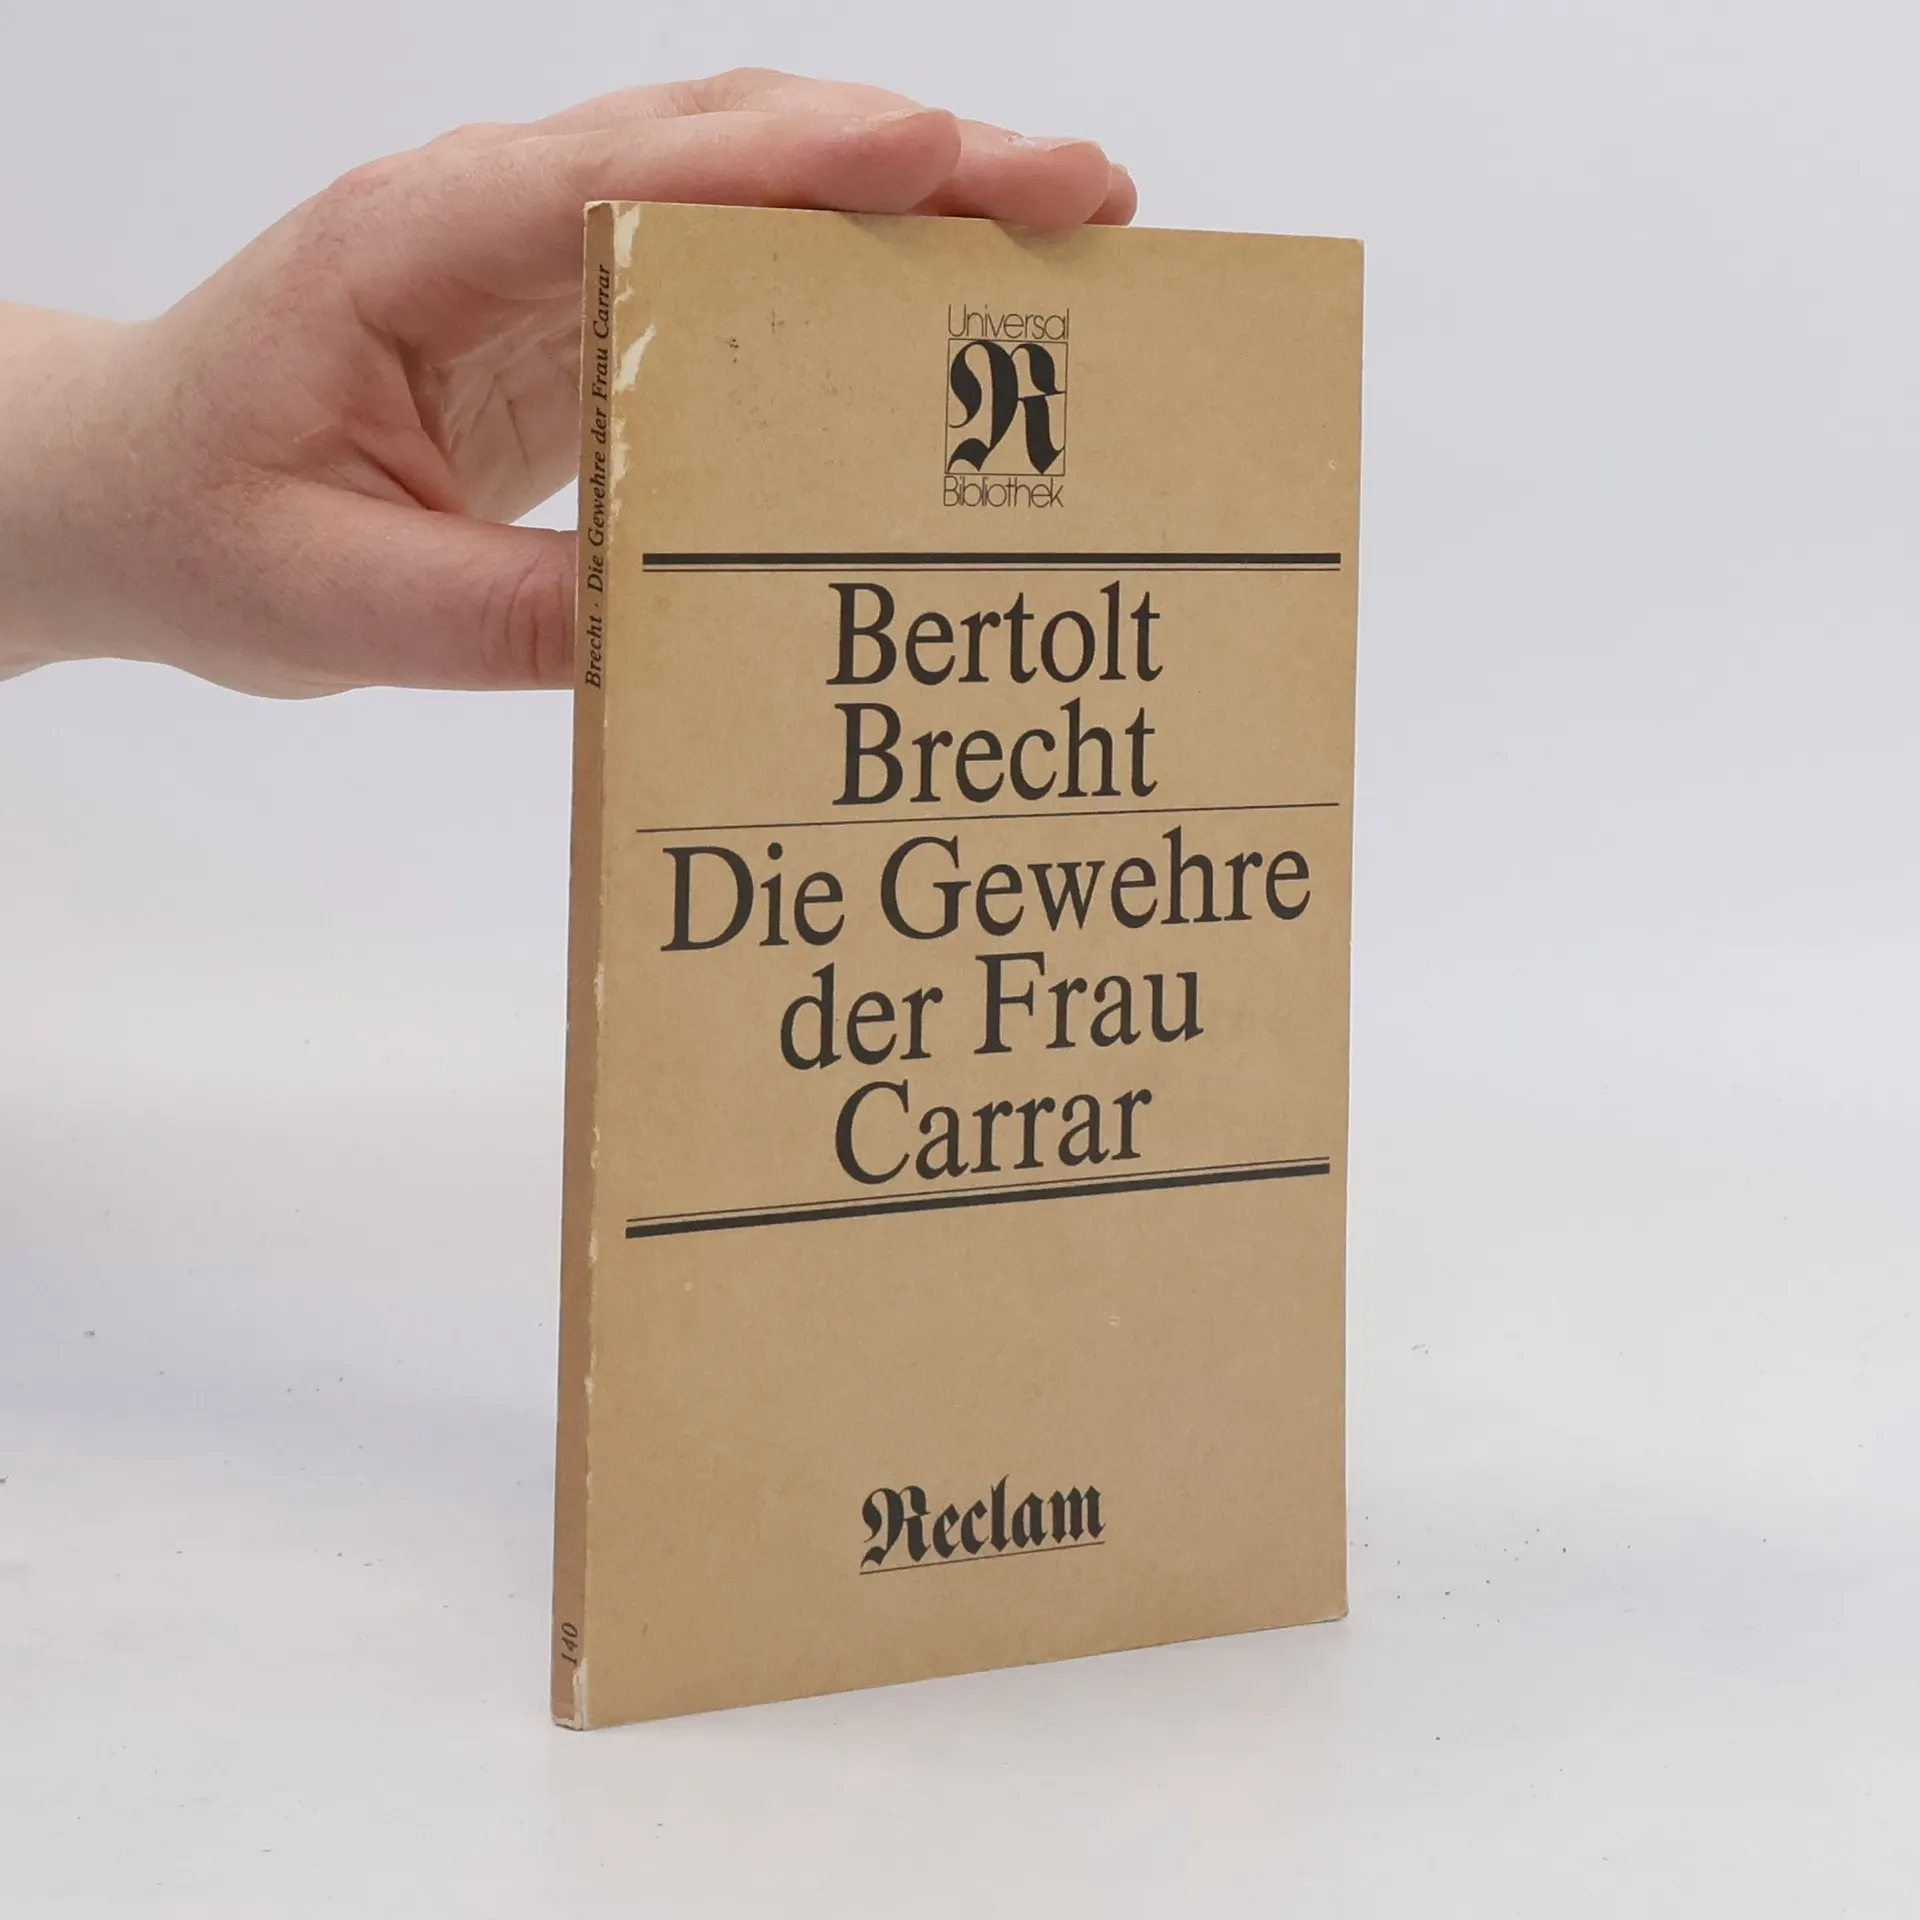 Universal
R
Bibliothek
Bertolt
Brecht
Die Gewehre
der Frau
Carrar
Reclam
Brecht · Die Gewehre der Frau Carrar
140